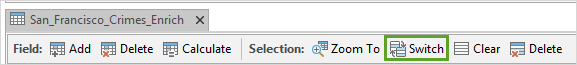 San_Francisco_Crimes_Enrich
Field: Add Delete Calculate Selection: Zoom To Switch Clear Delete